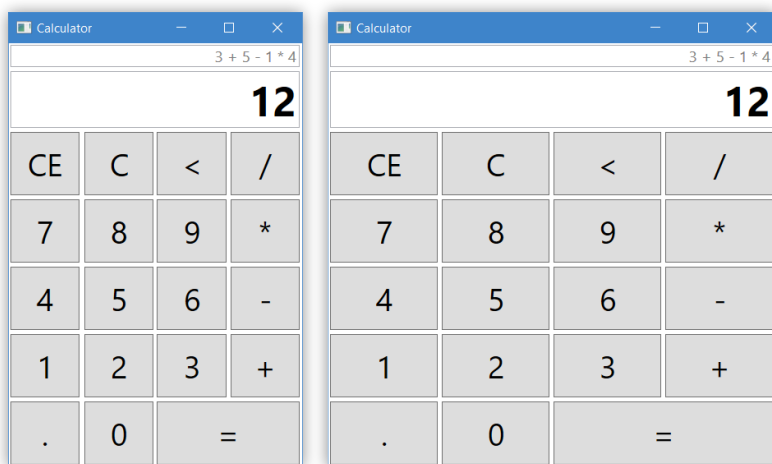 Calculator
3 + 5 - 1 * 4
12
CE C < /
7 8 9 *
4 5 6 -
1 2 3 +
. 0 =
Calculator
3 + 5 - 1 * 4
12
CE C < /
7 8 9 *
4 5 6 -
1 2 3 +
. 0 =